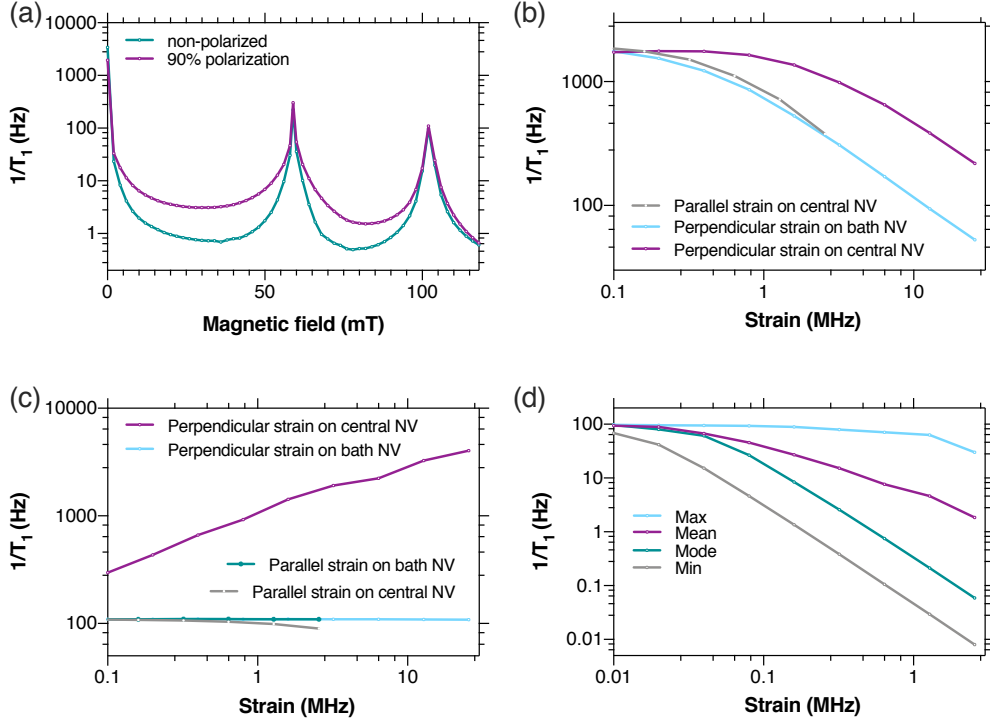 (a)
10000
1000
100
10
1
1/T1 (Hz)
non-polarized
90% polarization
0
50
100
Magnetic field (mT)
(b)
1000
100
1/T1 (Hz)
Parallel strain on central NV
Perpendicular strain on bath NV
Perpendicular strain on central NV
0.1
1
10
Strain (MHz)
(c)
10000
1000
100
1/T1 (Hz)
Perpendicular strain on central NV
Perpendicular strain on bath NV
Parallel strain on bath NV
Parallel strain on central NV
0.1
1
10
Strain (MHz)
(d)
100
10
1
0.1
0.01
1/T1 (Hz)
Max
Mean
Mode
Min
0.01
0.1
1
Strain (MHz)